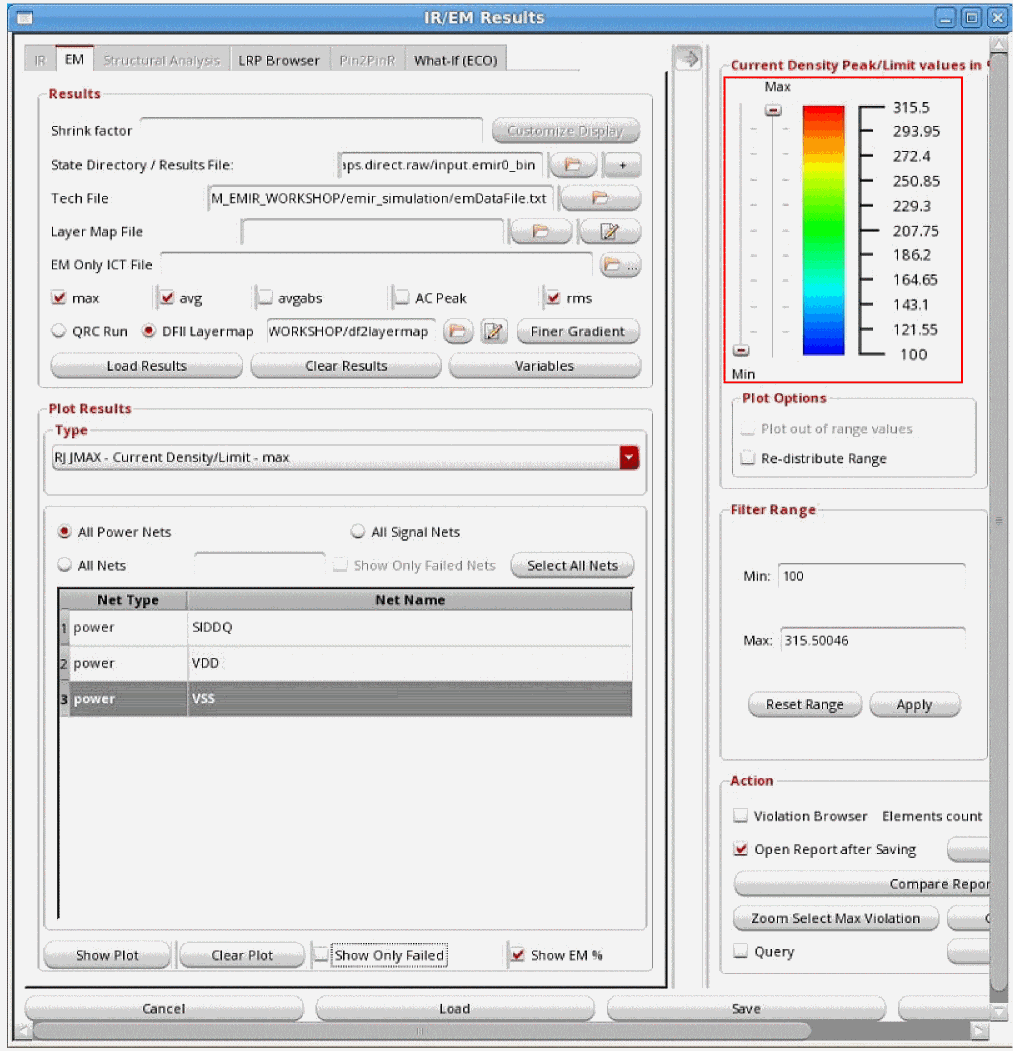 IR/EM Results
IR EM Structural Analysis LRP Browser Pin2PinR What-If (ECO)
Results
Shrink factor Customize Display
State Directory / Results File: aps.direct.raw/input.emir0_bin +
Tech File M_EMIR_WORKSHOP/emir_simulation/emDataFile.txt
Layer Map File
EM Only ICT File ...
max avg avgabs AC Peak rms
QRC Run DFII Layermap WORKSHOP/df2layermap Finer Gradient
Load Results Clear Results Variables
Plot Results
Type
RJ JMAX - Current Density/Limit - max
All Power Nets All Signal Nets
All Nets Show Only Failed Nets Select All Nets
Net Type Net Name
1 power SIDDQ
2 power VDD
3 power VSS
Show Plot Clear Plot Show Only Failed Show EM %
Current Density Peak/Limit values in
Max
315.5
293.95
272.4
250.85
229.3
207.75
186.2
164.65
143.1
121.55
100
Min
Plot Options
Plot out of range values
Re-distribute Range
Filter Range
Min: 100
Max: 315.50046
Reset Range Apply
Action
Violation Browser Elements count
Open Report after Saving
Compare Repor
Zoom Select Max Violation
Query
Cancel Load Save